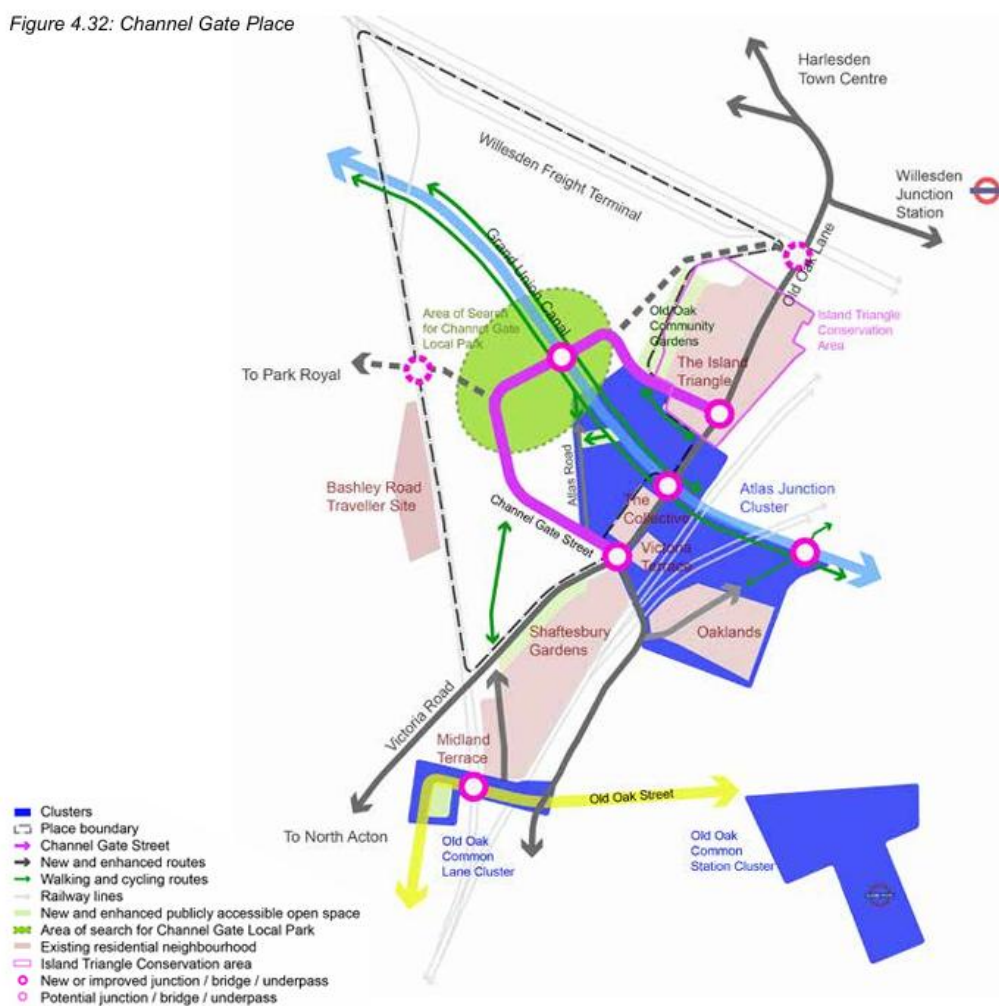 Figure 4.32: Channel Gate Place
Harlesden
Town Centre
Willesden Freight Terminal
Willesden
Junction
Station
Grand Union Canal
Old Oak Lane
Area of Search
for Channel Gate
Local Park
Old Oak
Community
Gardens
Island Triangle
Conservation
Area
The Island
Triangle
To Park Royal
Atlas Road
Bashley Road
Traveller Site
Channel Gate Street
The
Collective
Atlas Junction
Cluster
Victoria
Terrace
Shaftesbury
Gardens
Oaklands
Victoria Road
Midland
Terrace
Old Oak Street
To North Acton
Old Oak
Common
Lane Cluster
Old Oak
Common
Station Cluster
Clusters
Place boundary
Channel Gate Street
New and enhanced routes
Walking and cycling routes
Railway lines
New and enhanced publicly accessible open space
Area of search for Channel Gate Local Park
Existing residential neighbourhood
Island Triangle Conservation area
New or improved junction / bridge / underpass
Potential junction / bridge / underpass